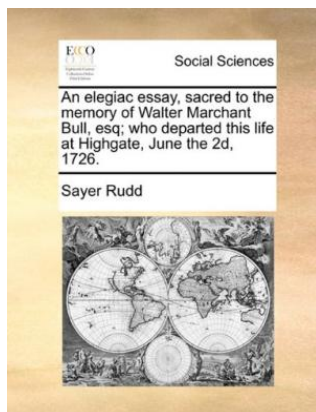 ECCO
Social Sciences
An elegiac essay, sacred to the
memory of Walter Marchant
Bull, esq; who departed this life
at Highgate, June the 2d,
1726.
Sayer Rudd